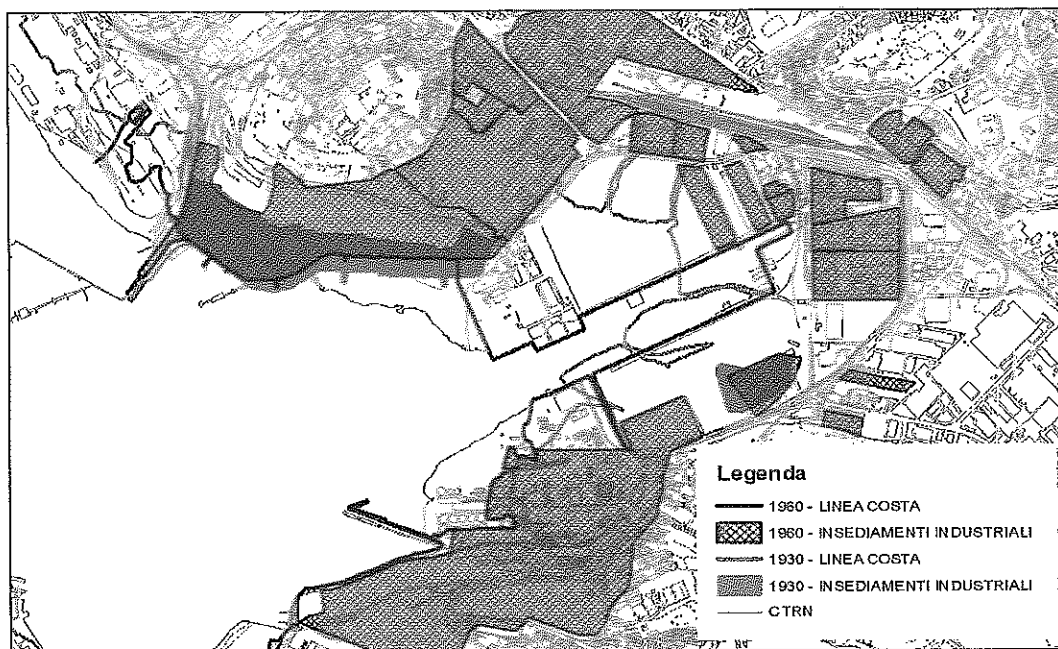 Legenda
1960 - LINEA COSTA
1960 - INSEDIAMENTI INDUSTRIALI
1930 - LINEA COSTA
1930 - INSEDIAMENTI INDUSTRIALI
CTRN